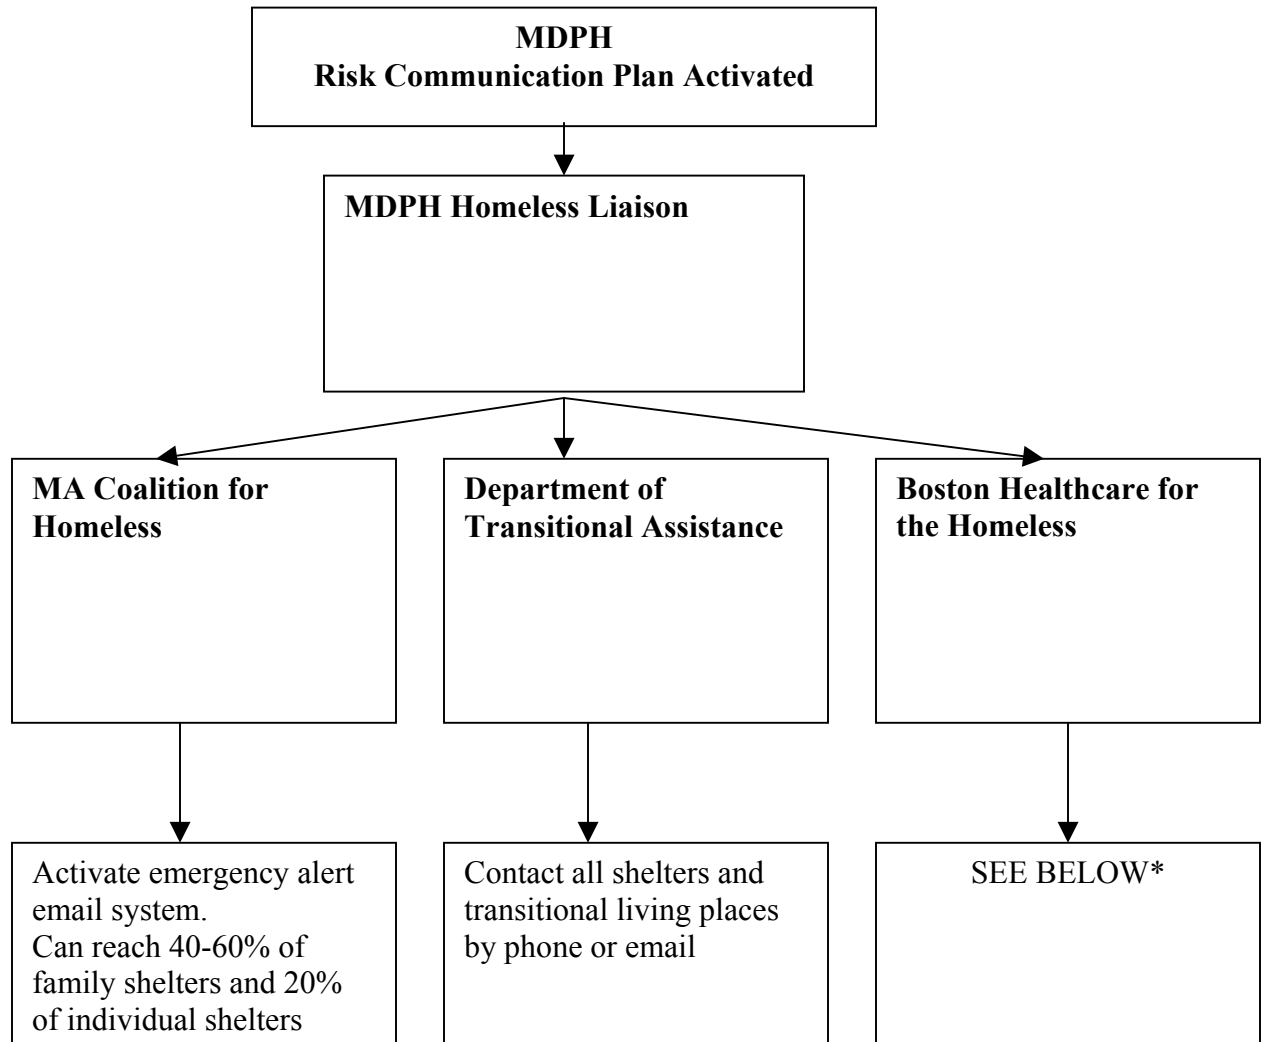 MDPH
Risk Communication Plan Activated
MDPH Homeless Liaison
MA Coalition for
Homeless
Department of
Transitional Assistance
Boston Healthcare for
the Homeless
Activate emergency alert
email system.
Can reach 40-60% of
family shelters and 20%
of individual shelters
Contact all shelters and
transitional living places
by phone or email
SEE BELOW*